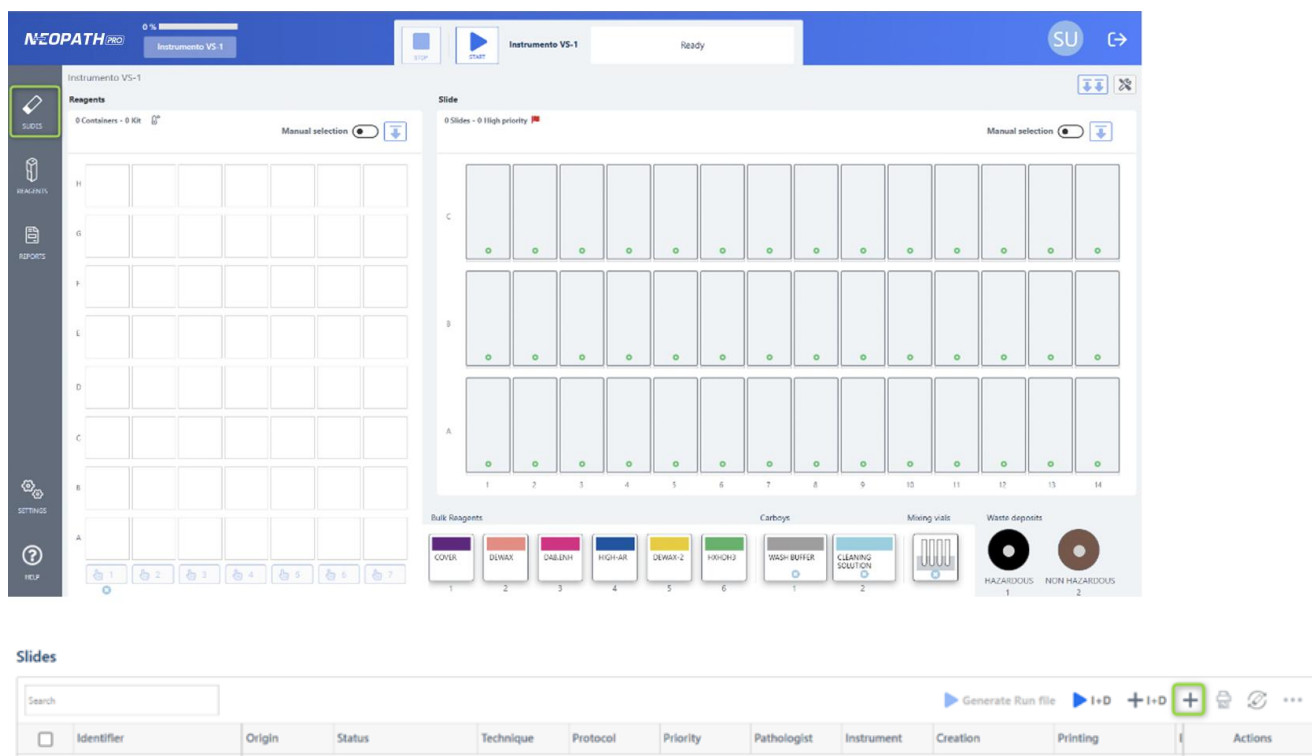 NEOPATH PRO
0 %
Instrumento VS-1
STOP
START
Instrumento VS-1
Ready
SU
Instrumento VS-1
SLIDES
REAGENTS
REPORTS
SETTINGS
HELP
Reagents
0 Containers - 0 Kit
Manual selection
H
G
F
E
D
C
B
A
1 2 3 4 5 6 7
Slide
0 Slides - 0 High priority
Manual selection
C
B
A
1 2 3 4 5 6 7 8 9 10 11 12 13 14
Bulk Reagents
COVER
DEWAX
DAB.INH
HIGH-AR
DEWAX-2
1 2 3 4 5 6
Carboys
WASH BUFFER
CLEANING
SOLUTION
1 2
Mixing vials
Waste deposits
HAZARDOUS
1
NON HAZARDOUS
2
Slides
Search
Generate Run file I+D I+D
Identifier Origin Status Technique Protocol Priority Pathologist Instrument Creation Printing Actions